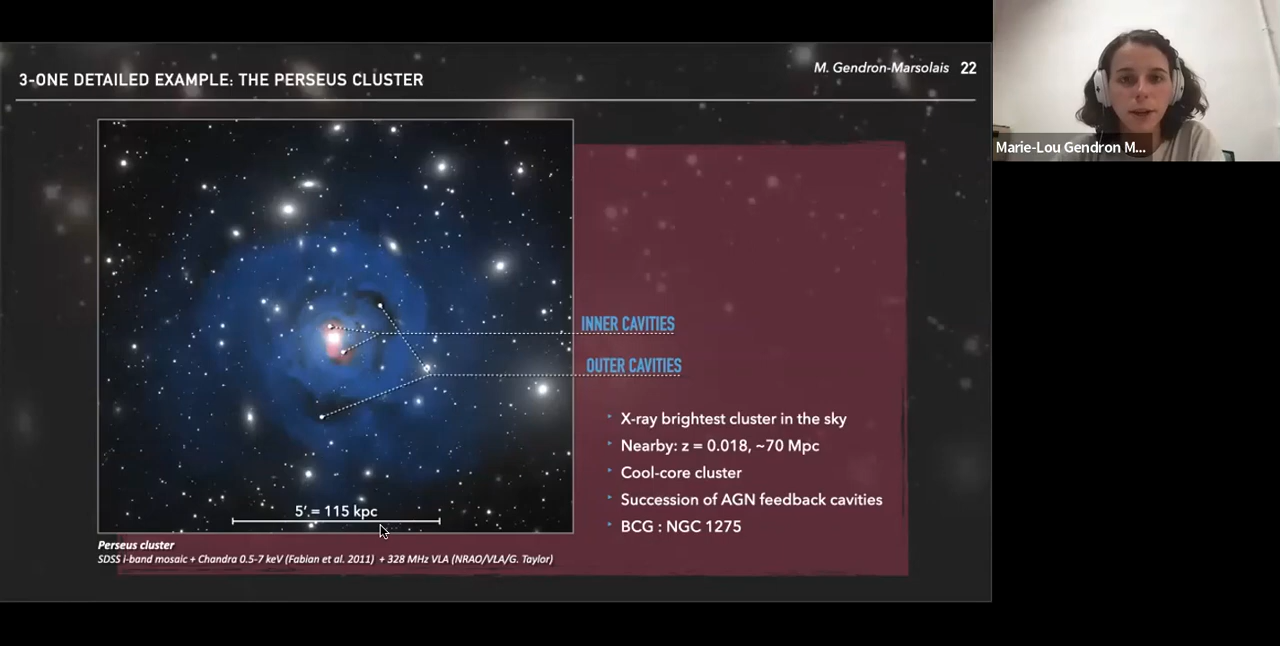 3-ONE DETAILED EXAMPLE: THE PERSEUS CLUSTER
M. Gendron-Marsolais 22
Marie-Lou Gendron M...
INNER CAVITIES
OUTER CAVITIES
X-ray brightest cluster in the sky
Nearby: z = 0.018, ~70 Mpc
Cool-core cluster
Succession of AGN feedback cavities
BCG : NGC 1275
5’.= 115 kpc
Perseus cluster
SDSS i-band mosaic + Chandra 0.5-7 keV (Fabian et al. 2011) + 328 MHz VLA (NRAO/VLA/G. Taylor)